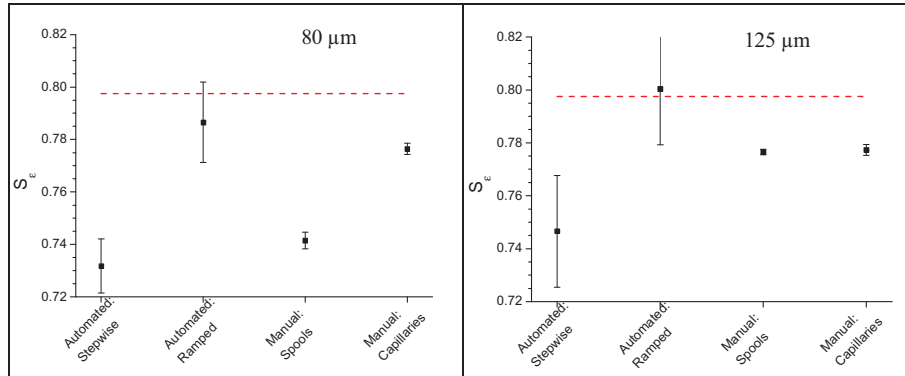 80 µm
0.82
0.80
0.78
0.76
0.74
0.72
Sε
Automated:
Stepwise
Automated:
Ramped
Manual:
Spools
Manual:
Capillaries
125 µm
0.82
0.80
0.78
0.76
0.74
0.72
Sε
Automated:
Stepwise
Automated:
Ramped
Manual:
Spools
Manual:
Capillaries